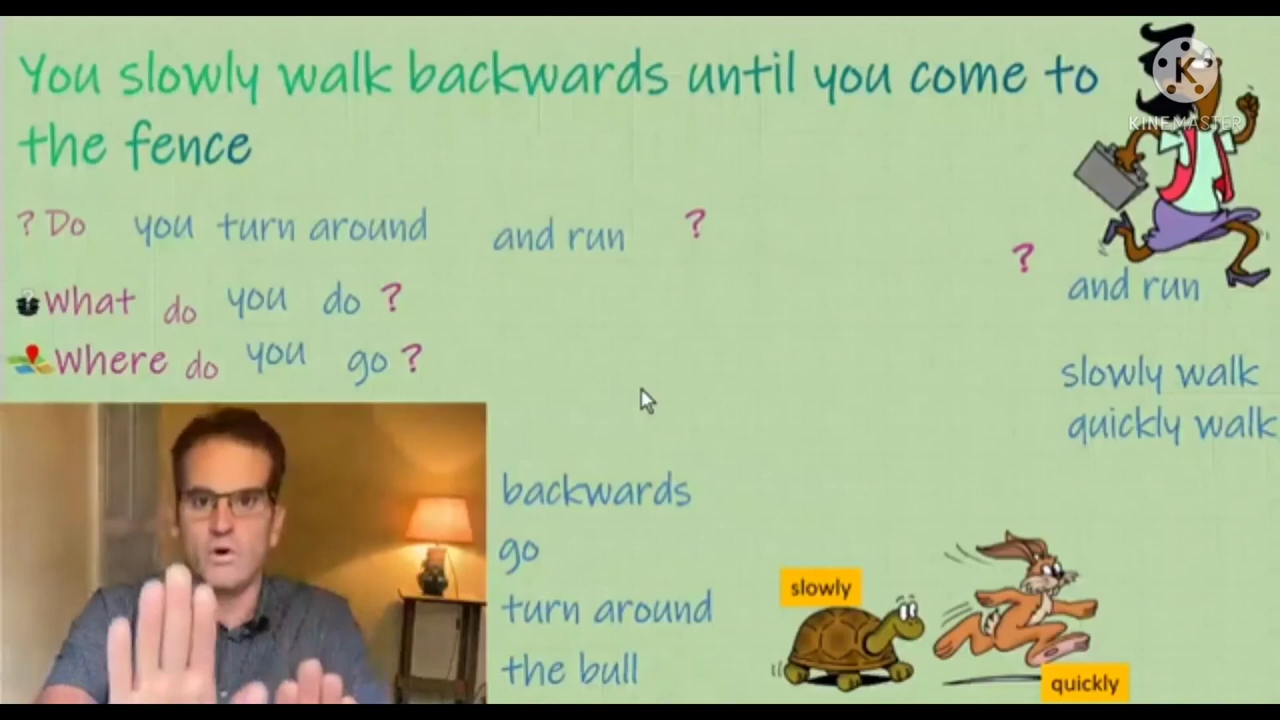 You slowly walk backwards until you come to
the fence
KINEMASTER
? Do you turn around and run ?
?
and run
What do you do ?
Where do you go ?
slowly walk
quickly walk
backwards
go
turn around
the bull
slowly
quickly